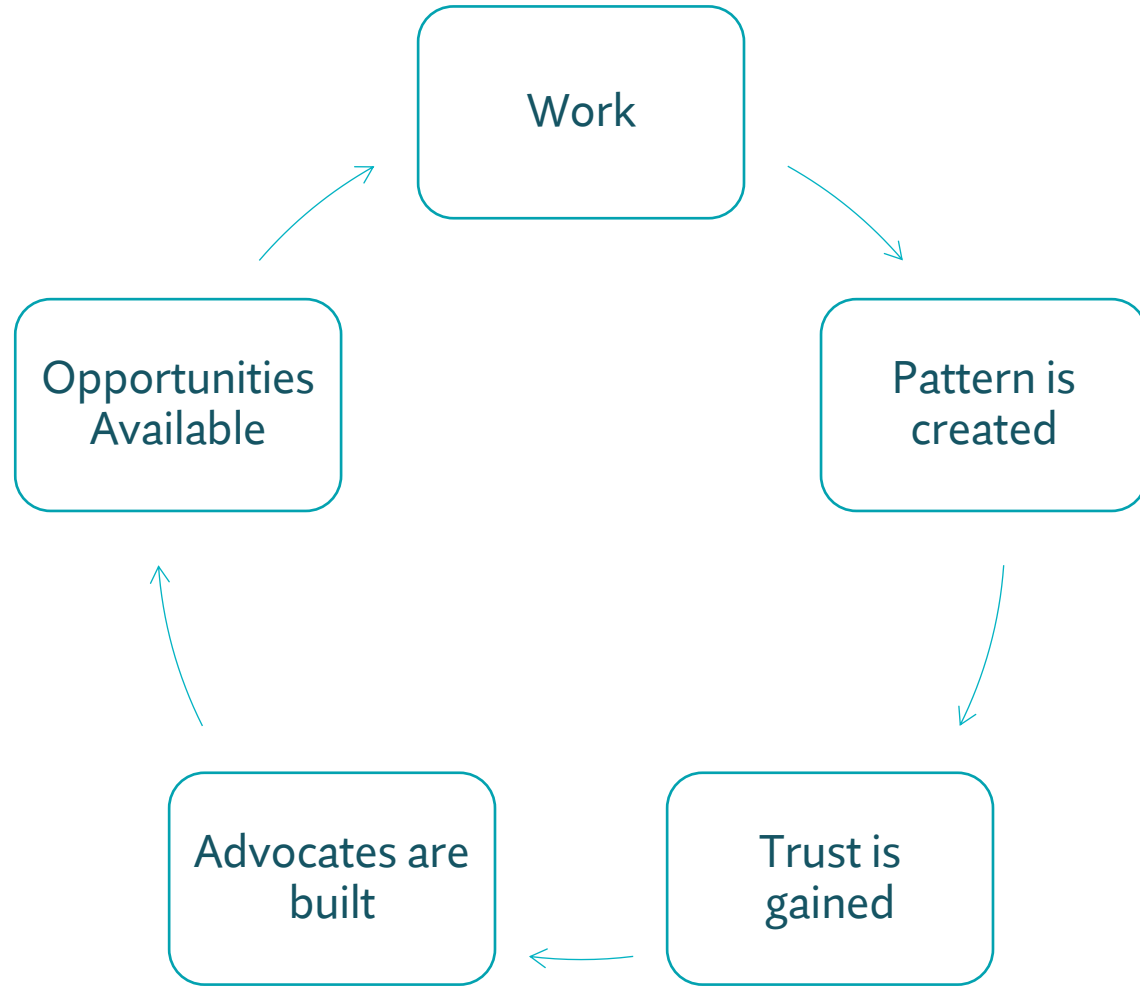 Work
Pattern is
created
Trust is
gained
Advocates are
built
Opportunities
Available